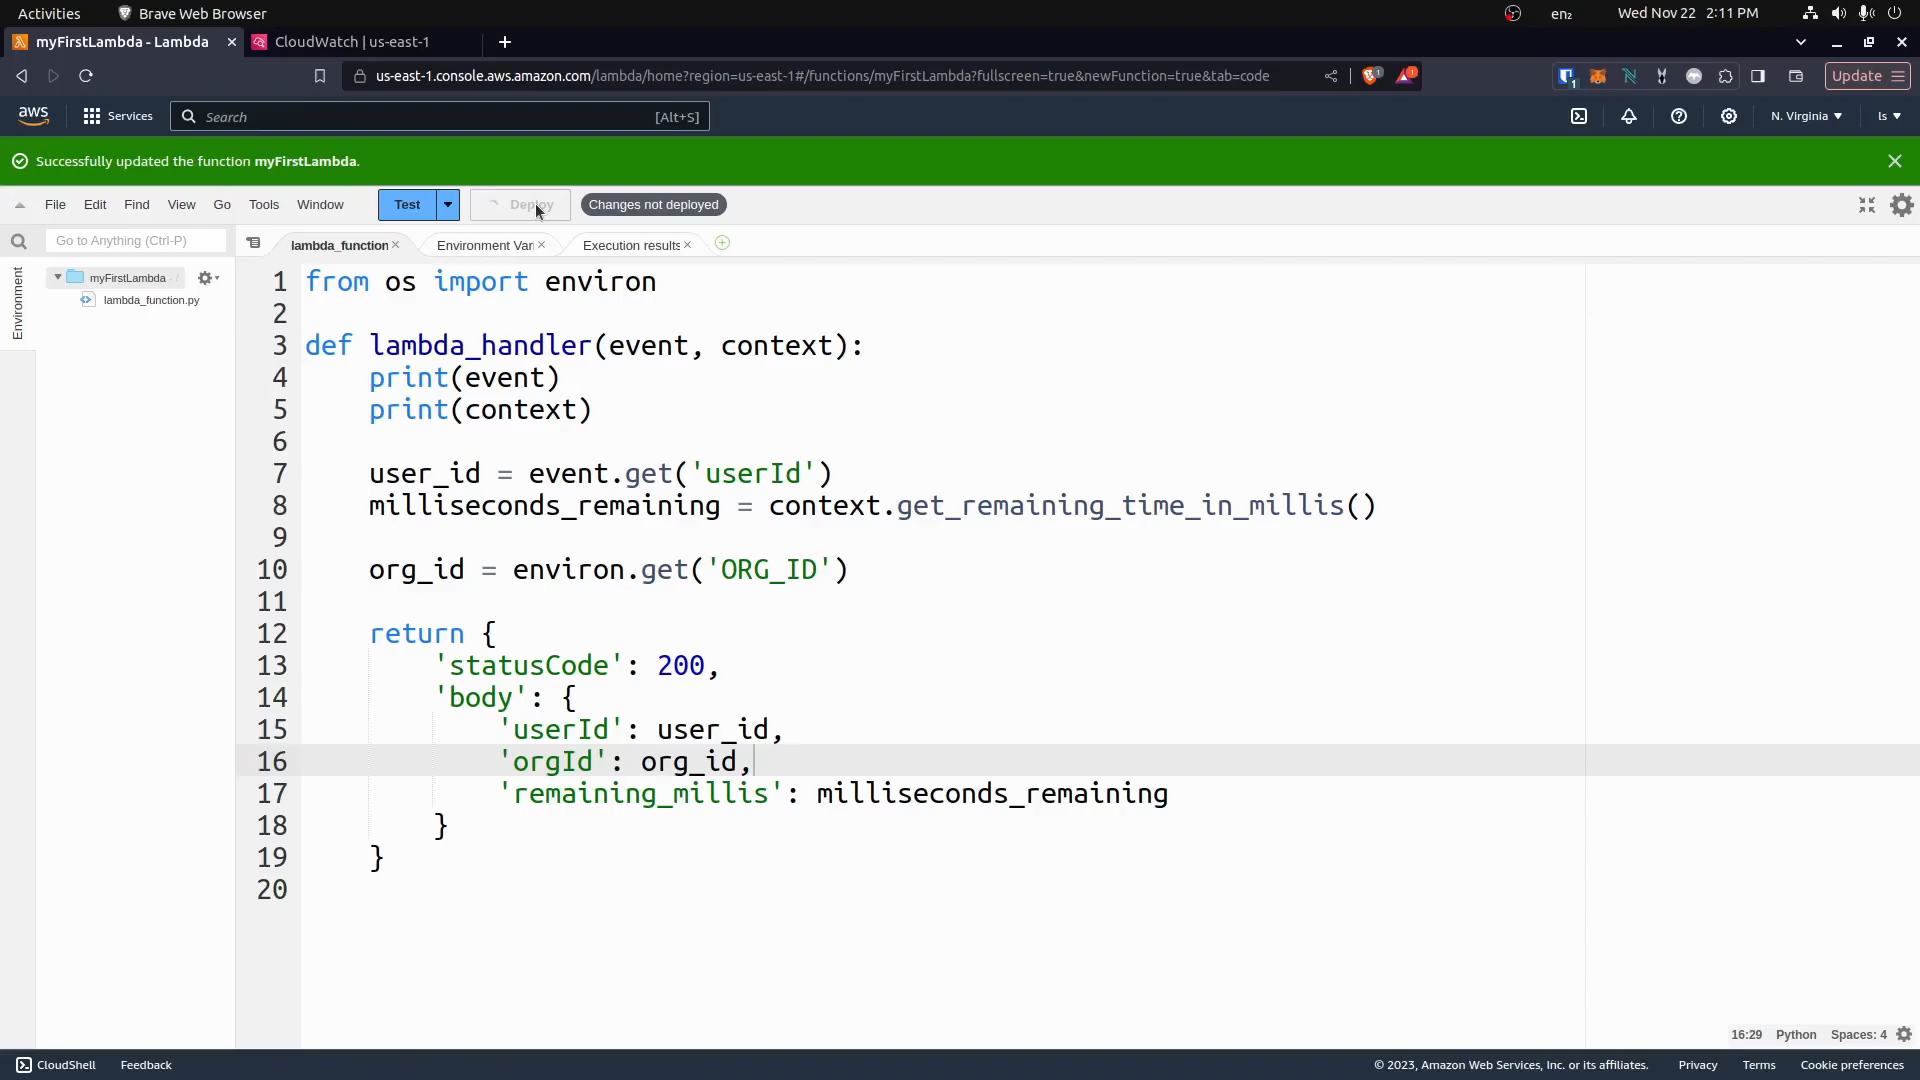 Activities
Brave Web Browser
en₂
Wed Nov 22 2:11 PM
myFirstLambda - Lambda
CloudWatch | us-east-1
us-east-1.console.aws.amazon.com/lambda/home?region=us-east-1#/functions/myFirstLambda?fullscreen=true&newFunction=true&tab=code
1
1
1
Update
aws
Services
Search
[Alt+S]
N. Virginia
ls
Successfully updated the function myFirstLambda.
File
Edit
Find
View
Go
Tools
Window
Test
Deploy
Changes not deployed
Go to Anything (Ctrl-P)
lambda_function
Environment Var
Execution results
Environment
myFirstLambda - /
lambda_function.py
1 from os import environ
2
3 def lambda_handler(event, context):
4     print(event)
5     print(context)
6
7     user_id = event.get('userId')
8     milliseconds_remaining = context.get_remaining_time_in_millis()
9
10     org_id = environ.get('ORG_ID')
11
12     return {
13         'statusCode': 200,
14         'body': {
15             'userId': user_id,
16             'orgId': org_id,
17             'remaining_millis': milliseconds_remaining
18         }
19     }
20
16:29
Python
Spaces: 4
CloudShell
Feedback
© 2023, Amazon Web Services, Inc. or its affiliates.
Privacy
Terms
Cookie preferences